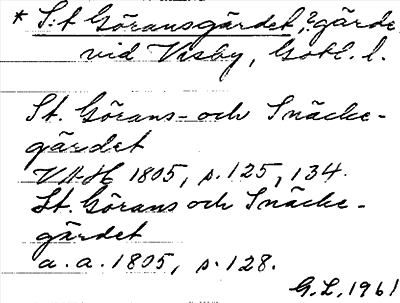 * S:t Göransgärdet, ? gärde
vid Visby, Gotl. l.
St. Görans- och Snäcke-
gärdet
VAH 1805, s. 125, 134.
St. Görans och Snäcke-
gärdet
a. a. 1805, s. 128.
G. L. 1961